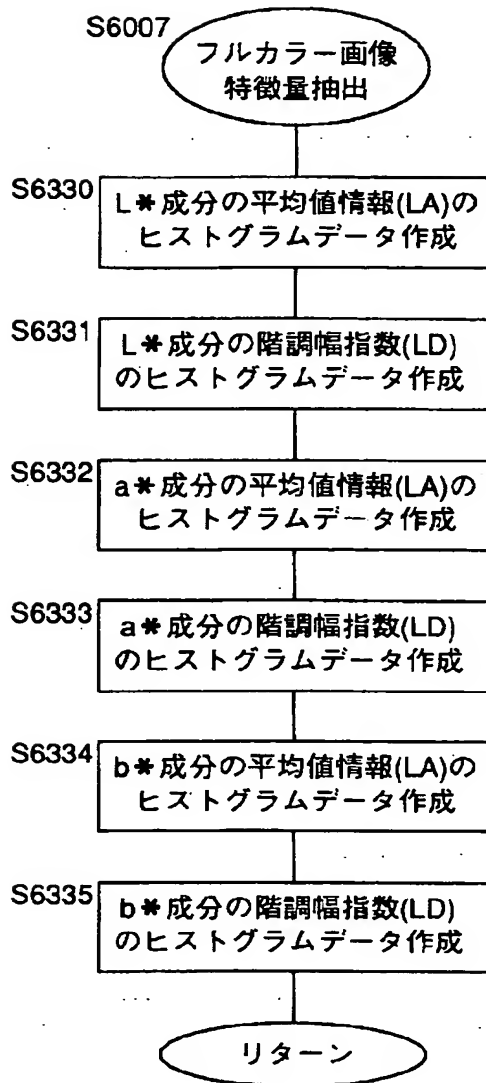 S6007
フルカラー画像
特徴量抽出
S6330
L*成分の平均値情報(LA)の
ヒストグラムデータ作成
S6331
L*成分の階調幅指数(LD)
のヒストグラムデータ作成
S6332
a*成分の平均値情報(LA)の
ヒストグラムデータ作成
S6333
a*成分の階調幅指数(LD)
のヒストグラムデータ作成
S6334
b*成分の平均値情報(LA)の
ヒストグラムデータ作成
S6335
b*成分の階調幅指数(LD)
のヒストグラムデータ作成
リターン